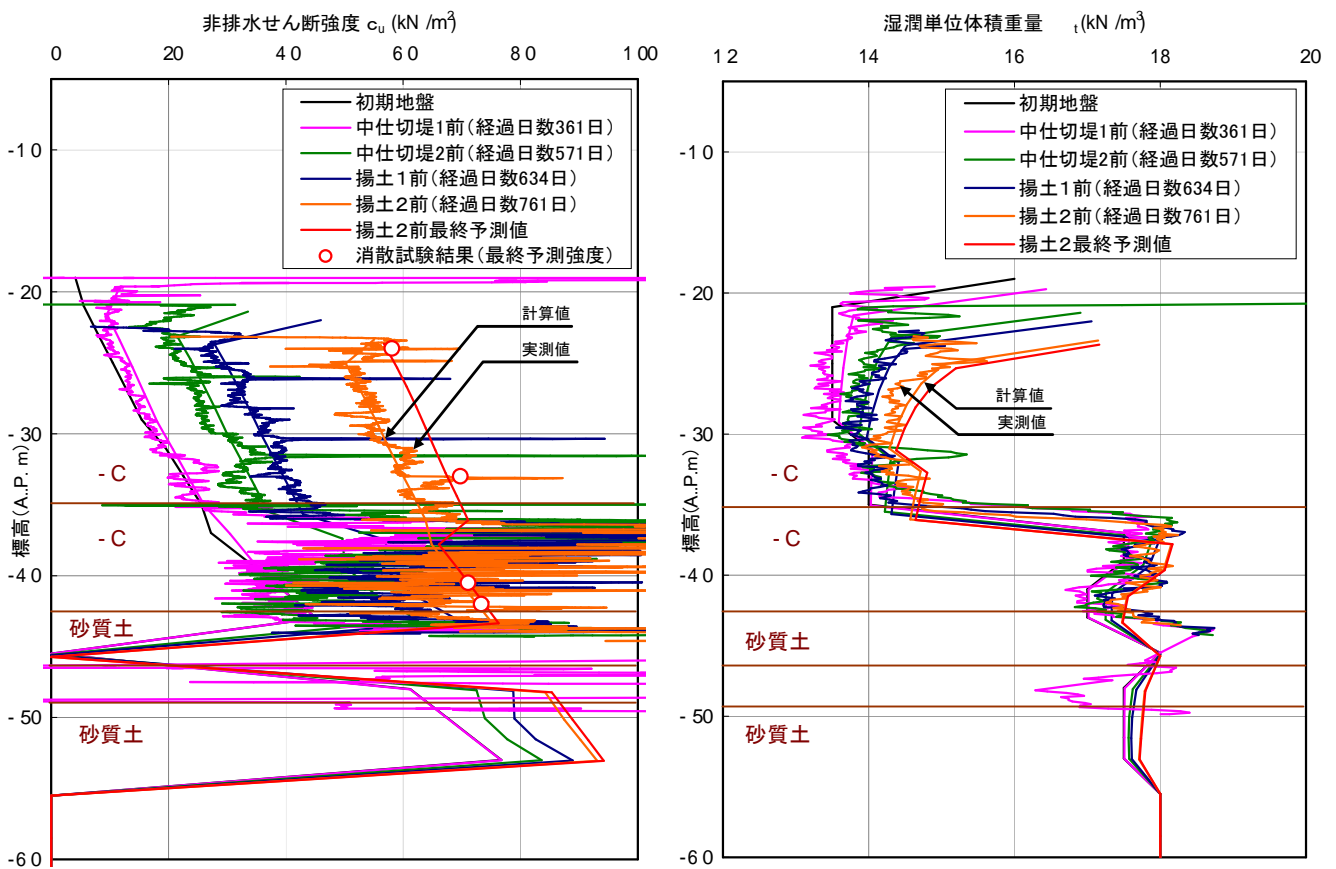 非排水せん断強度 cu (kN /m3)
0 20 40 60 80 100
初期地盤
中仕切堤1前(経過日数361日)
中仕切堤2前(経過日数571日)
揚土1前(経過日数634日)
揚土2前(経過日数761日)
揚土2前最終予測値
消散試験結果(最終予測強度)
計算値
実測値
-10
-20
-30
-40
-50
-60
標高(A..P. m)
-C
-C
砂質土
砂質土
湿潤単位体積重量 t(kN /m3)
12 14 16 18 20
初期地盤
中仕切堤1前(経過日数361日)
中仕切堤2前(経過日数571日)
揚土1前(経過日数634日)
揚土2前(経過日数761日)
揚土2最終予測値
計算値
実測値
-10
-20
-30
-40
-50
-60
標高(A..P.m)
-C
-C
砂質土
砂質土